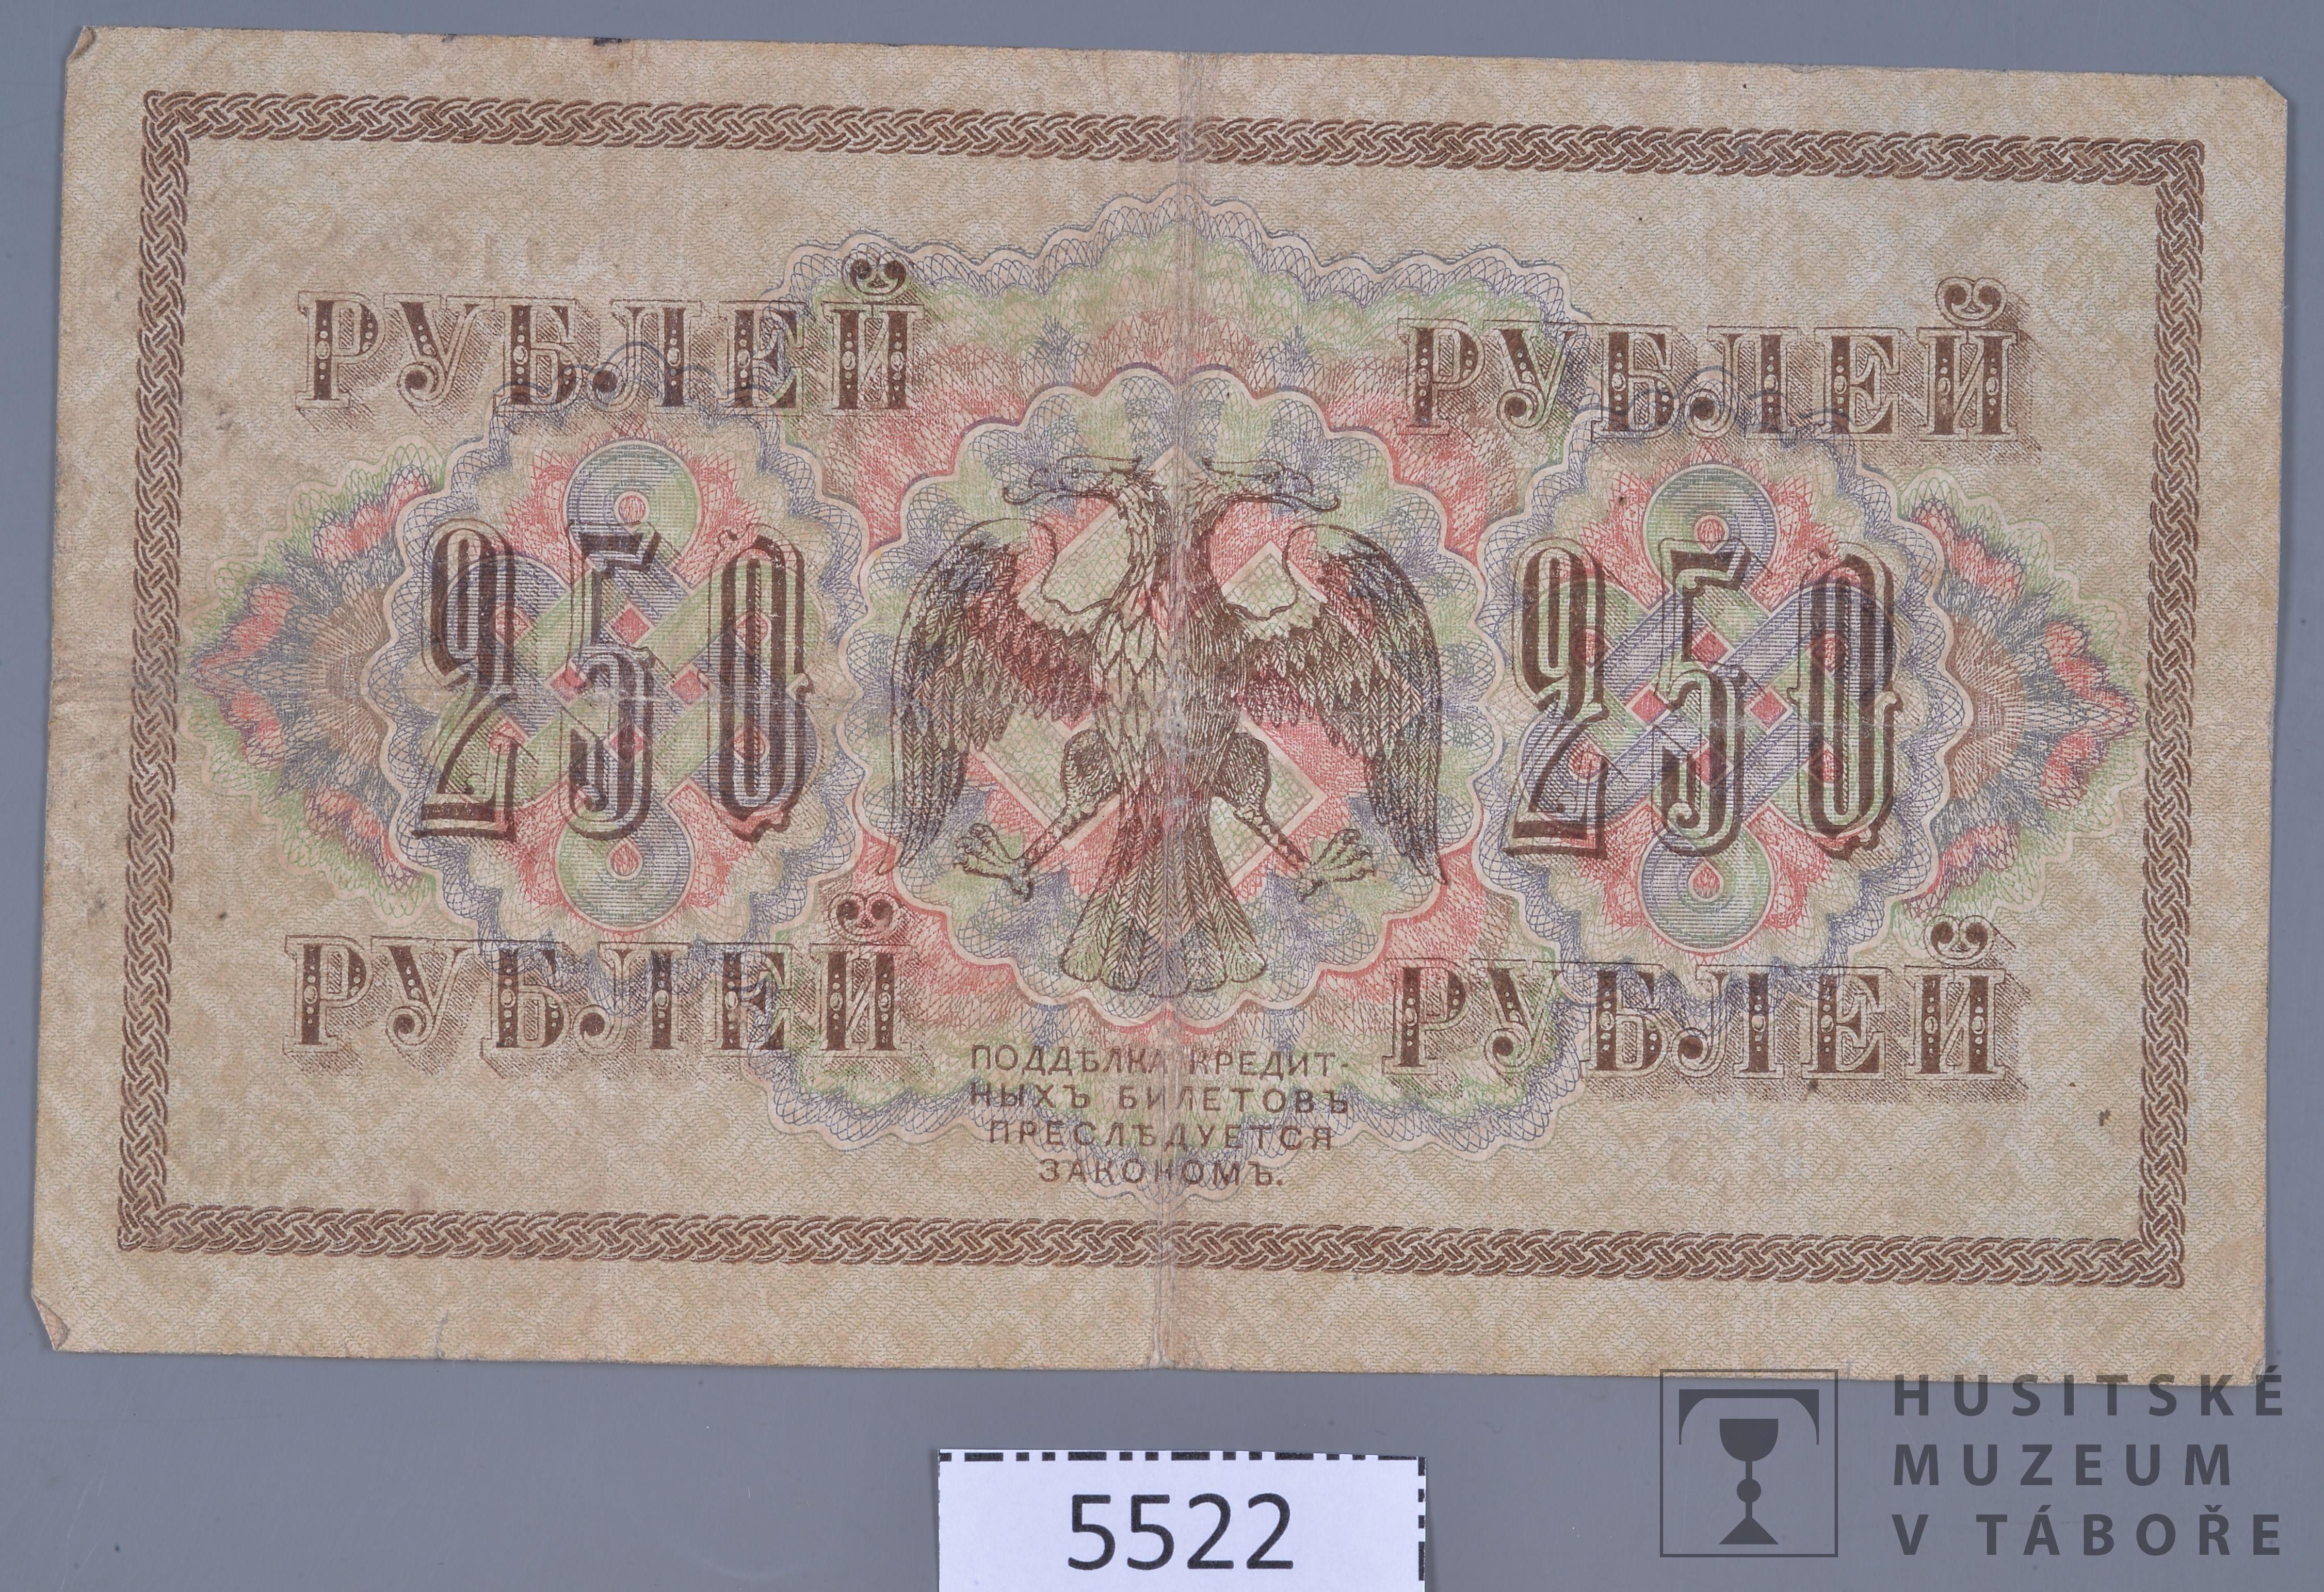 РУБЛЕЙ РУБЛЕЙ
250 250
РУБЛЕЙ РУБЛЕЙ
ПОДДѢЛКА КРЕДИТ-
НЫХЪ БИЛЕТОВЪ
ПРЕСЛѢДУЕТСЯ
ЗАКОНОМЪ.
5522
HUSITSKÉ
MUZEUM
V TÁBOŘE